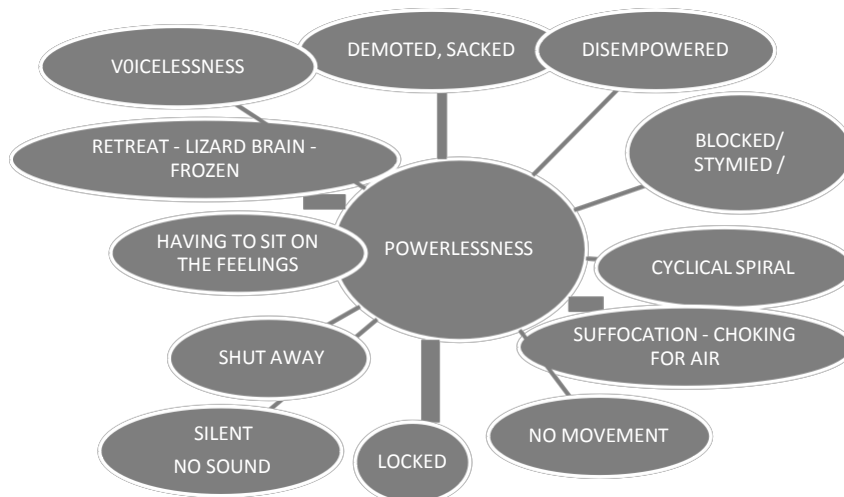 DEMOTED, SACKED
DISEMPOWERED
V0ICELESSNESS
BLOCKED/
STYMIED /
RETREAT - LIZARD BRAIN -
FROZEN
POWERLESSNESS
HAVING TO SIT ON
THE FEELINGS
CYCLICAL SPIRAL
SUFFOCATION - CHOKING
FOR AIR
SHUT AWAY
SILENT
NO SOUND
LOCKED
NO MOVEMENT